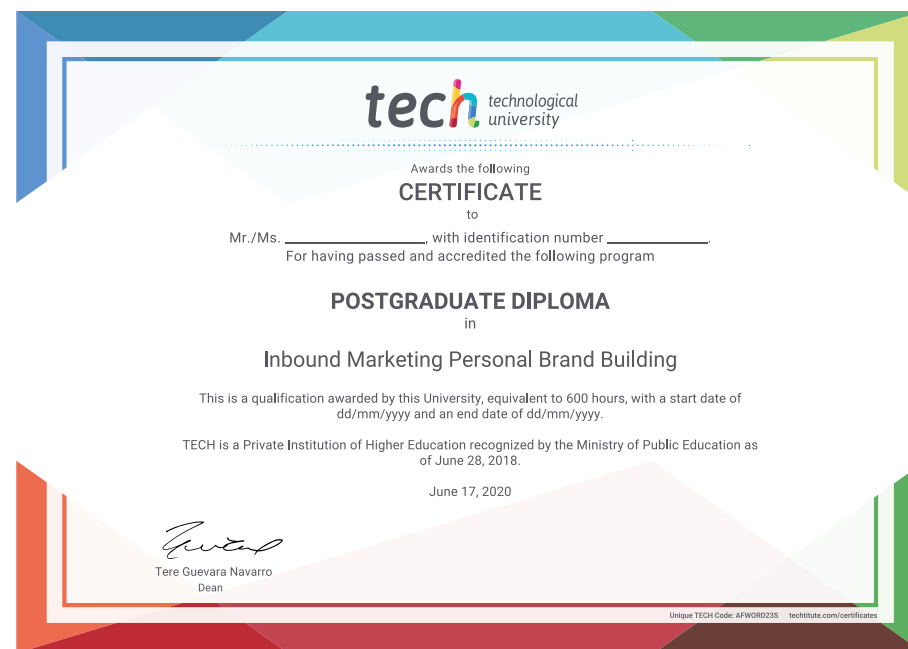 tech technological
university
Awards the following
CERTIFICATE
to
Mr./Ms. ____________________, with identification number ______________.
For having passed and accredited the following program
POSTGRADUATE DIPLOMA
in
Inbound Marketing Personal Brand Building
This is a qualification awarded by this University, equivalent to 600 hours, with a start date of
dd/mm/yyyy and an end date of dd/mm/yyyy.
TECH is a Private Institution of Higher Education recognized by the Ministry of Public Education as
of June 28, 2018.
June 17, 2020
Tere Guevara Navarro
Dean
Unique TECH Code: AFWORD23S techtitute.com/certificates